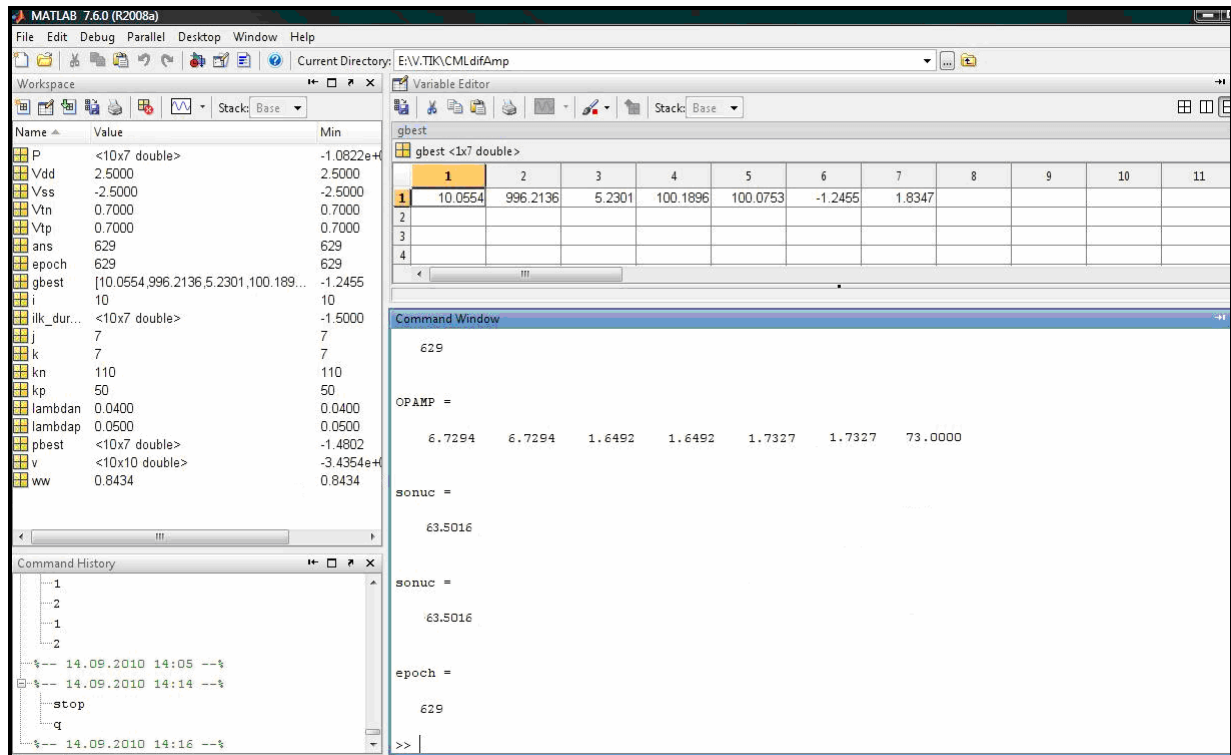 MATLAB 7.6.0 (R2008a)
File Edit Debug Parallel Desktop Window Help
Current Directory: E:\V.TIK\CMLdifAmp
Workspace
Stack: Base
Name Value Min
P <10x7 double> -1.0822e+
Vdd 2.5000 2.5000
Vss -2.5000 -2.5000
Vtn 0.7000 0.7000
Vtp 0.7000 0.7000
ans 629 629
epoch 629 629
gbest [10.0554,996.2136,5.2301,100.189... -1.2455
i 10 10
ilk_dur... <10x7 double> -1.5000
j 7 7
k 7 7
kn 110 110
kp 50 50
lambdan 0.0400 0.0400
lambdap 0.0500 0.0500
pbest <10x7 double> -1.4802
v <10x10 double> -3.4354e+
ww 0.8434 0.8434
Command History
1
2
1
2
%-- 14.09.2010 14:05 --%
%-- 14.09.2010 14:14 --%
stop
q
%-- 14.09.2010 14:16 --%
Variable Editor
Stack: Base
gbest
gbest <1x7 double>
1 2 3 4 5 6 7 8 9 10 11
1 10.0554 996.2136 5.2301 100.1896 100.0753 -1.2455 1.8347
2
3
4
Command Window
629
OPAMP =
6.7294 6.7294 1.6492 1.6492 1.7327 1.7327 73.0000
sonuc =
63.5016
sonuc =
63.5016
epoch =
629
>>